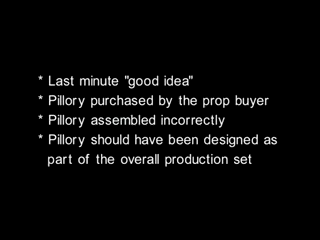 * Last minute "good idea"
* Pillory purchased by the prop buyer
* Pillory assembled incorrectly
* Pillory should have been designed as
part of the overall production set